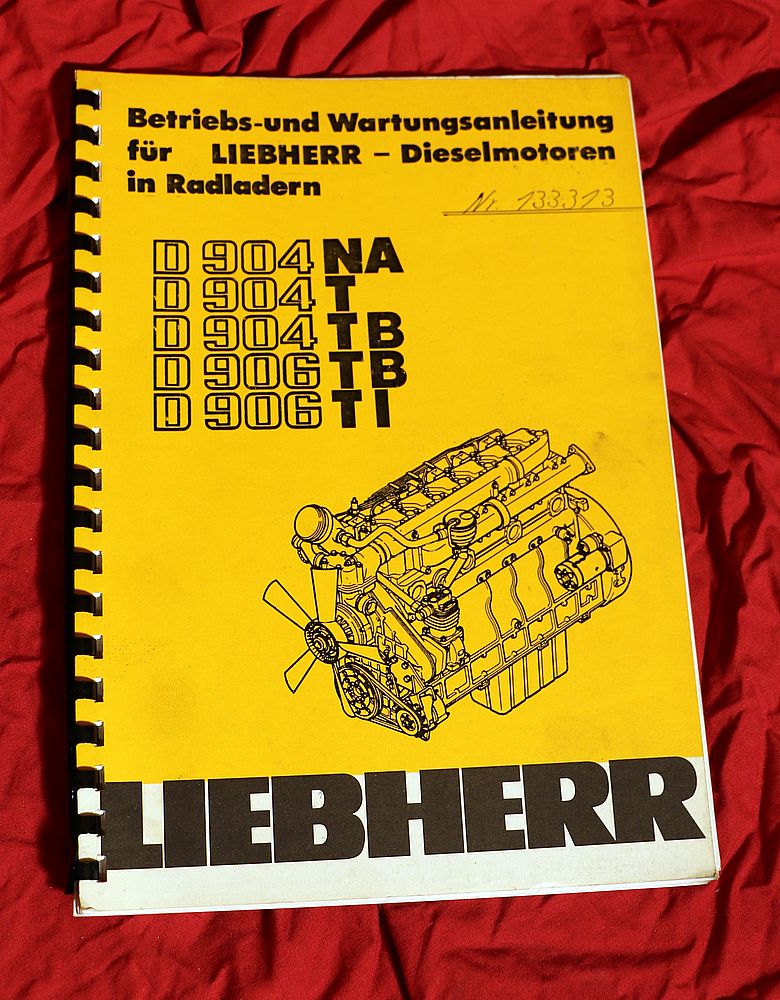 Betriebs-und Wartungsanleitung
für LIEBHERR – Dieselmotoren
in Radladern
Nr. 133313
D 904 NA
D 904 T
D 904 TB
D 906 TB
D 906 TI
LIEBHERR